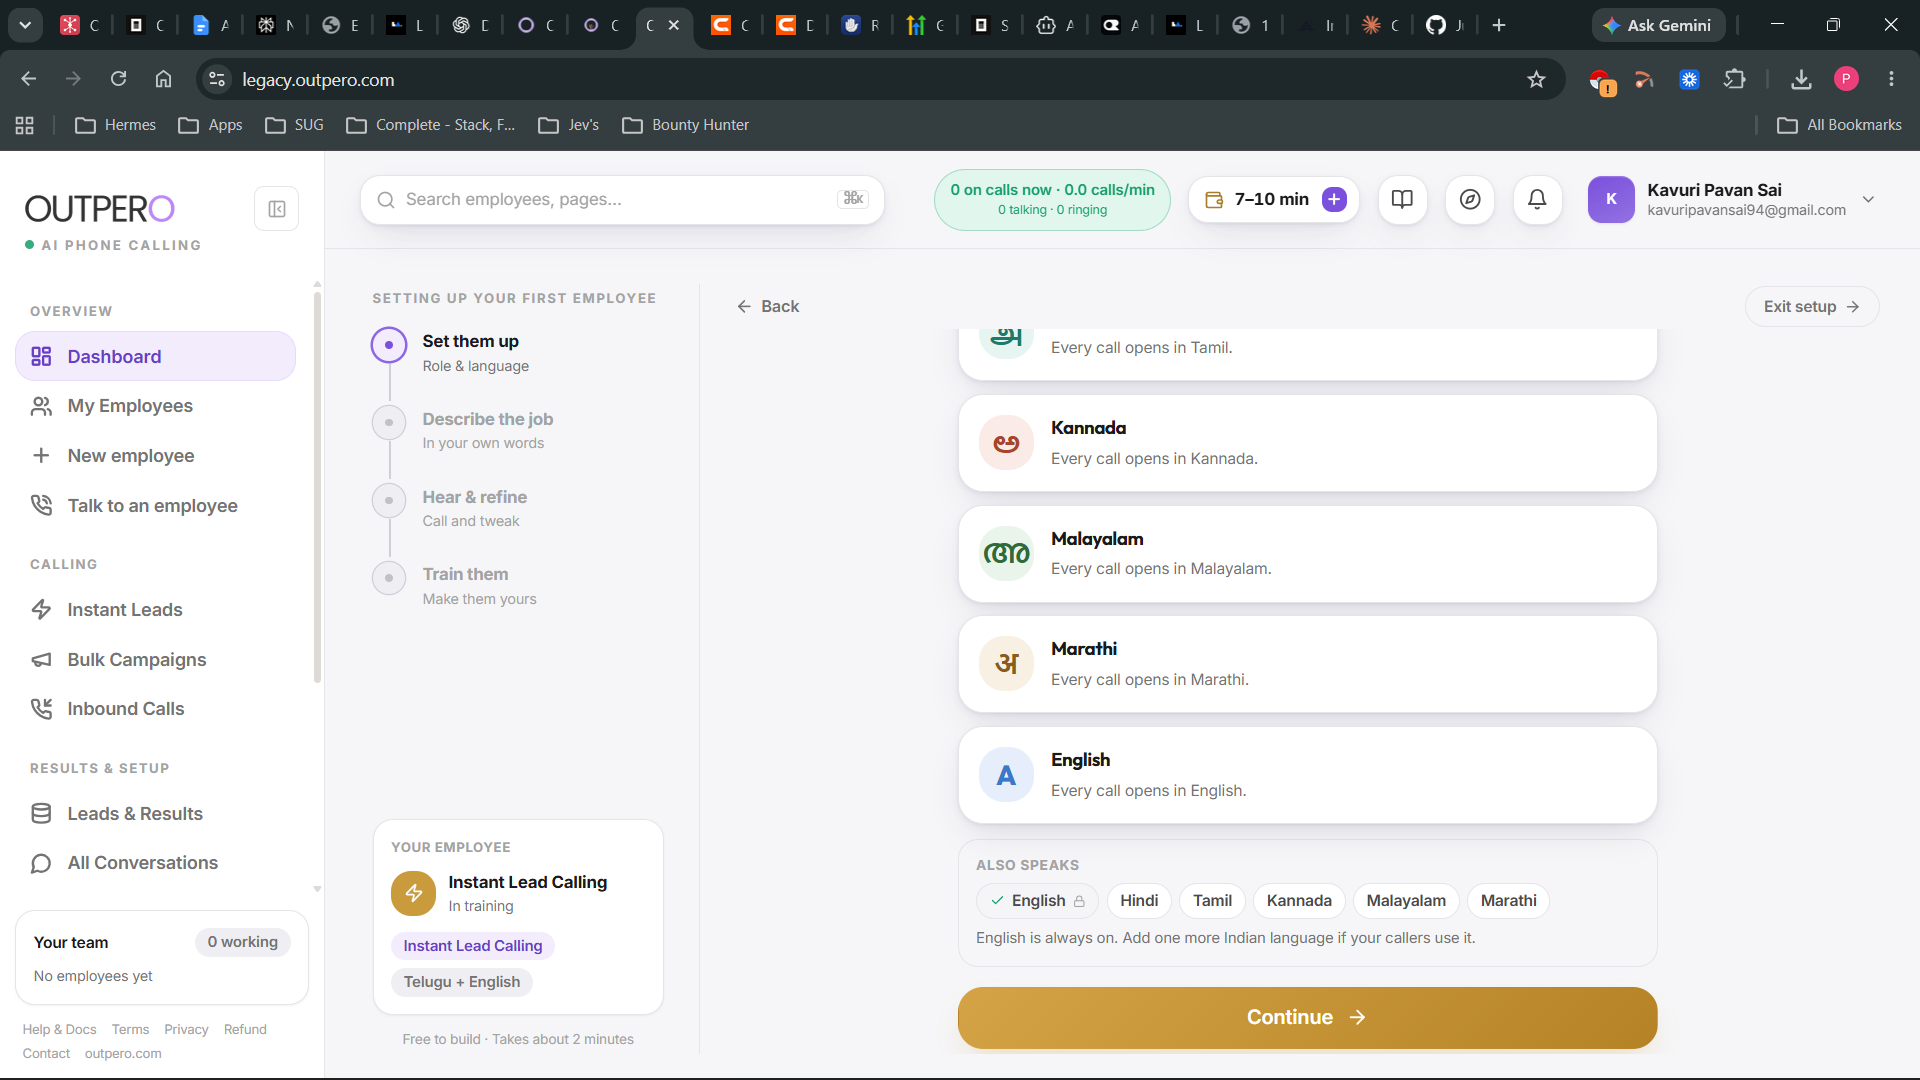 Ask Gemini
legacy.outpero.com
Hermes
Apps
SUG
Complete - Stack, F...
Jev's
Bounty Hunter
All Bookmarks
OUTPERO
AI PHONE CALLING
Search employees, pages...
⌘k
0 on calls now · 0.0 calls/min
0 talking · 0 ringing
7–10 min
K
Kavuri Pavan Sai
kavuripavansai94@gmail.com
OVERVIEW
Dashboard
My Employees
New employee
Talk to an employee
CALLING
Instant Leads
Bulk Campaigns
Inbound Calls
RESULTS & SETUP
Leads & Results
All Conversations
Your team
0 working
No employees yet
Help & Docs Terms Privacy Refund
Contact outpero.com
SETTING UP YOUR FIRST EMPLOYEE
Set them up
Role & language
Describe the job
In your own words
Hear & refine
Call and tweak
Train them
Make them yours
YOUR EMPLOYEE
Instant Lead Calling
In training
Instant Lead Calling
Telugu + English
Free to build · Takes about 2 minutes
Back
Exit setup
Every call opens in Tamil.
ಅ
Kannada
Every call opens in Kannada.
അ
Malayalam
Every call opens in Malayalam.
अ
Marathi
Every call opens in Marathi.
A
English
Every call opens in English.
ALSO SPEAKS
English Hindi Tamil Kannada Malayalam Marathi
English is always on. Add one more Indian language if your callers use it.
Continue